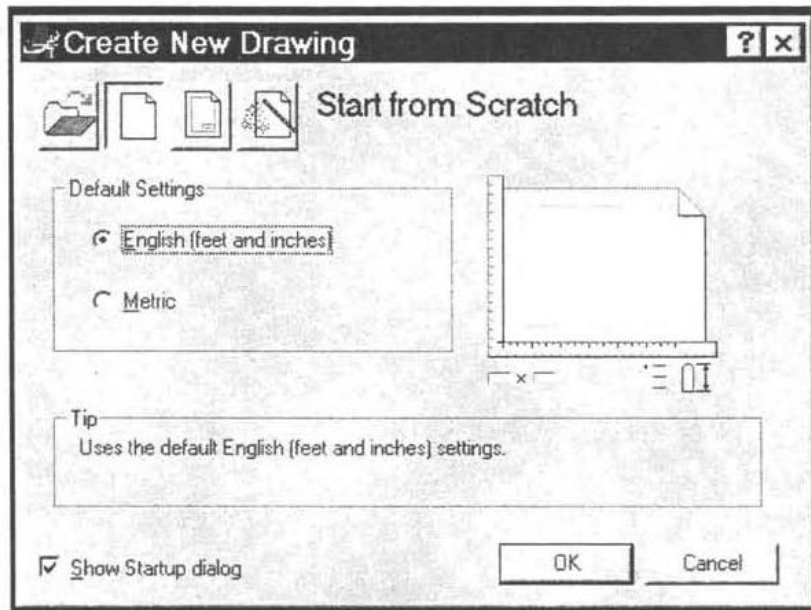 Create New Drawing
Start from Scratch
Default Settings
English (feet and inches)
Metric
Tip
Uses the default English (feet and inches) settings.
Show Startup dialog
OK
Cancel